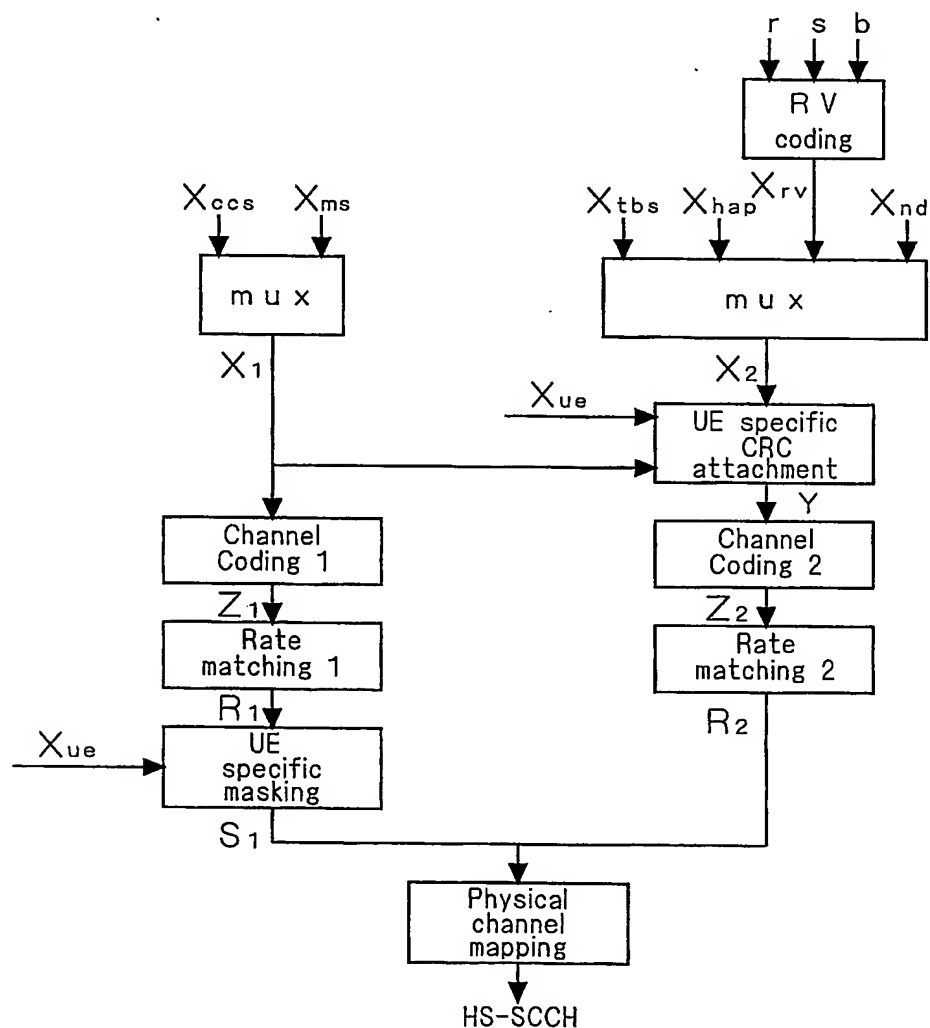 r s b
R V
coding
Xccs Xms
Xtbs Xhap Xrv Xnd
mux
mux
X1
X2
Xue
UE specific
CRC
attachment
Y
Channel
Coding 1
Channel
Coding 2
Z1
Z2
Rate
matching 1
Rate
matching 2
R1
R2
Xue
UE
specific
masking
S1
Physical
channel
mapping
HS-SCCH